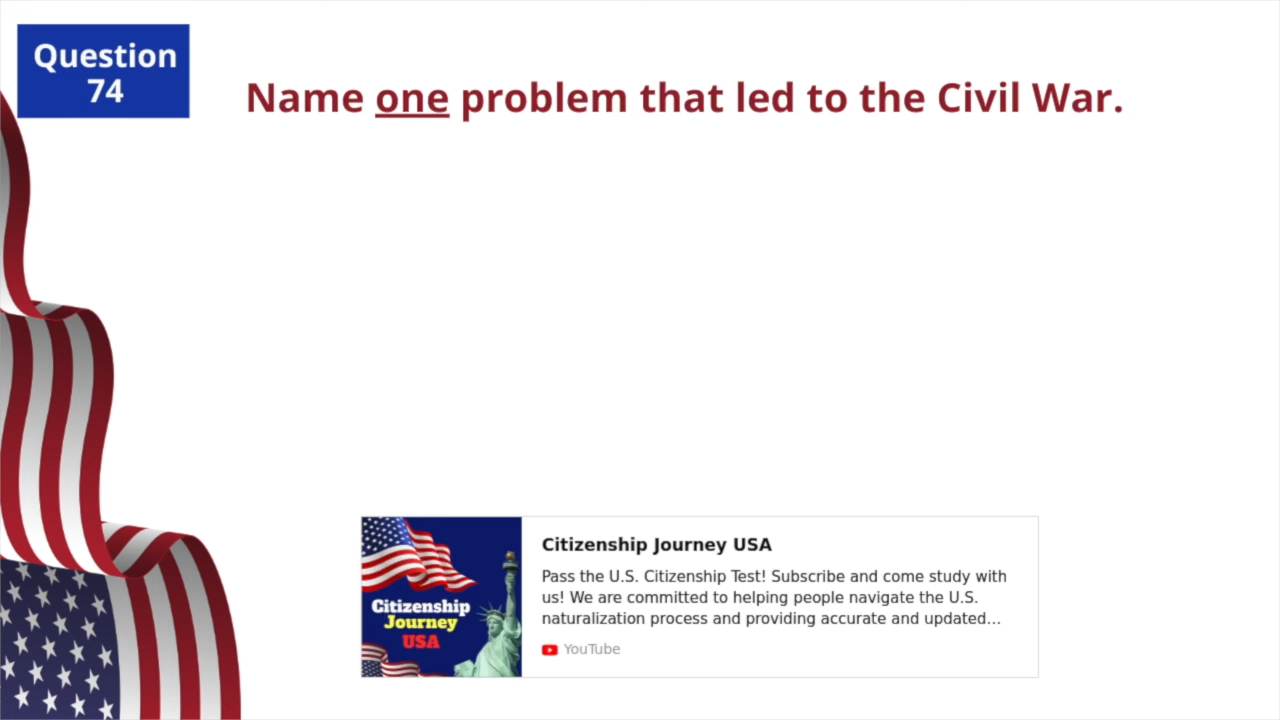 Question
74
Name one problem that led to the Civil War.
Citizenship Journey USA
Pass the U.S. Citizenship Test! Subscribe and come study with
us! We are committed to helping people navigate the U.S.
naturalization process and providing accurate and updated...
YouTube
Citizenship
Journey
USA